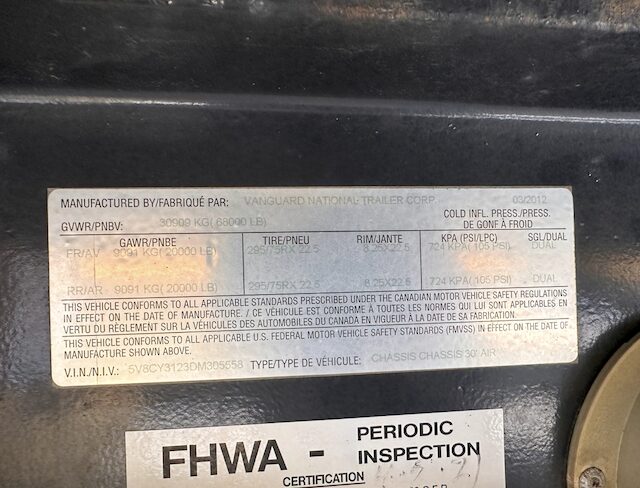 MANUFACTURED BY/FABRIQUÉ PAR: VANGUARD NATIONAL TRAILER CORP. 03/2012
GVWR/PNBV: 30909 KG( 68000 LB) COLD INFL. PRESS/PRESS. DE GONF À FROID
GAWR/PNBE TIRE/PNEU RIM/JANTE KPA (PSI/LPC) SGL/DUAL
FR/AV 9091 KG( 20000 LB) 295/75RX 22.5 8.25X22.5 724 KPA( 105 PSI) DUAL
RR/AR 9091 KG( 20000 LB) 295/75RX 22.5 8.25X22.5 724 KPA( 105 PSI) DUAL
THIS VEHICLE CONFORMS TO ALL APPLICABLE STANDARDS PRESCRIBED UNDER THE CANADIAN MOTOR VEHICLE SAFETY REGULATIONS
IN EFFECT ON THE DATE OF MANUFACTURE. / CE VÉHICULE EST CONFORME À TOUTES LES NORMES QUI LUI SONT APPLICABLES EN
VERTU DU RÈGLEMENT SUR LA SÉCURITÉ DES VÉHICULES AUTOMOBILES DU CANADA EN VIGUEUR À LA DATE DE SA FABRICATION.
THIS VEHICLE CONFORMS TO ALL APPLICABLE U.S. FEDERAL MOTOR VEHICLE SAFETY STANDARDS (FMVSS) IN EFFECT ON THE DATE OF
MANUFACTURE SHOWN ABOVE.
V.I.N./N.I.V.: 5V8CY3123DM305558 TYPE/TYPE DE VÉHICULE: CHASSIS CHASSIS 30' AIR
FHWA - PERIODIC INSPECTION
CERTIFICATION